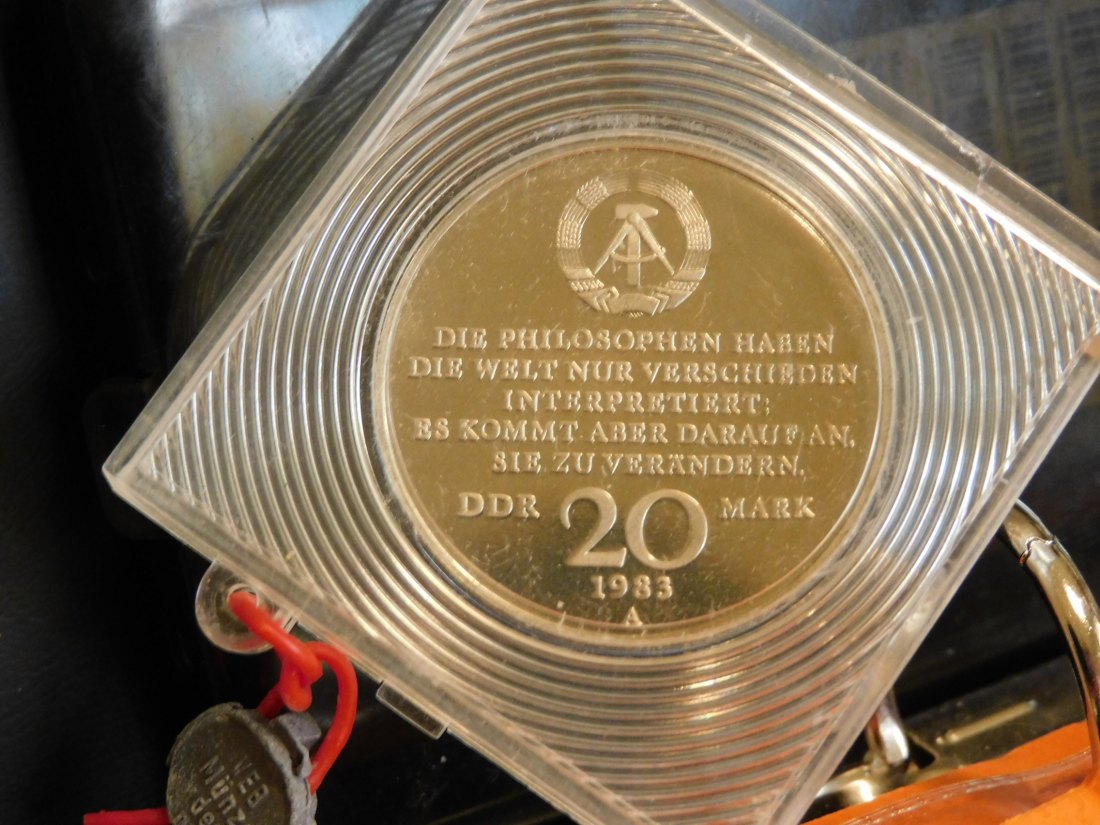 DIE PHILOSOPHEN HABEN
DIE WELT NUR VERSCHIEDEN
INTERPRETIERT;
ES KOMMT ABER DARAUF AN,
SIE ZU VERÄNDERN.
DDR 20 MARK
1983
A